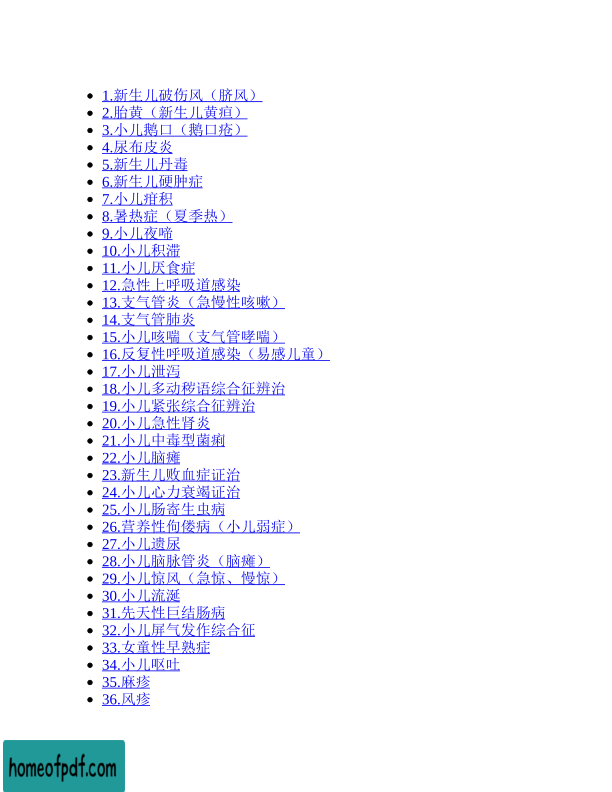 1.新生儿破伤风（脐风）
2.胎黄（新生儿黄疸）
3.小儿鹅口（鹅口疮）
4.尿布皮炎
5.新生儿丹毒
6.新生儿硬肿症
7.小儿疳积
8.暑热症（夏季热）
9.小儿夜啼
10.小儿积滞
11.小儿厌食症
12.急性上呼吸道感染
13.支气管炎（急慢性咳嗽）
14.支气管肺炎
15.小儿咳喘（支气管哮喘）
16.反复性呼吸道感染（易感儿童）
17.小儿泄泻
18.小儿多动秽语综合征辨治
19.小儿紧张综合征辨治
20.小儿急性肾炎
21.小儿中毒型菌痢
22.小儿脑瘫
23.新生儿败血症证治
24.小儿心力衰竭证治
25.小儿肠寄生虫病
26.营养性佝偻病（小儿弱症）
27.小儿遗尿
28.小儿脑脉管炎（脑瘫）
29.小儿惊风（急惊、慢惊）
30.小儿流涎
31.先天性巨结肠病
32.小儿屏气发作综合征
33.女童性早熟症
34.小儿呕吐
35.麻疹
36.风疹
homeofpdf.com